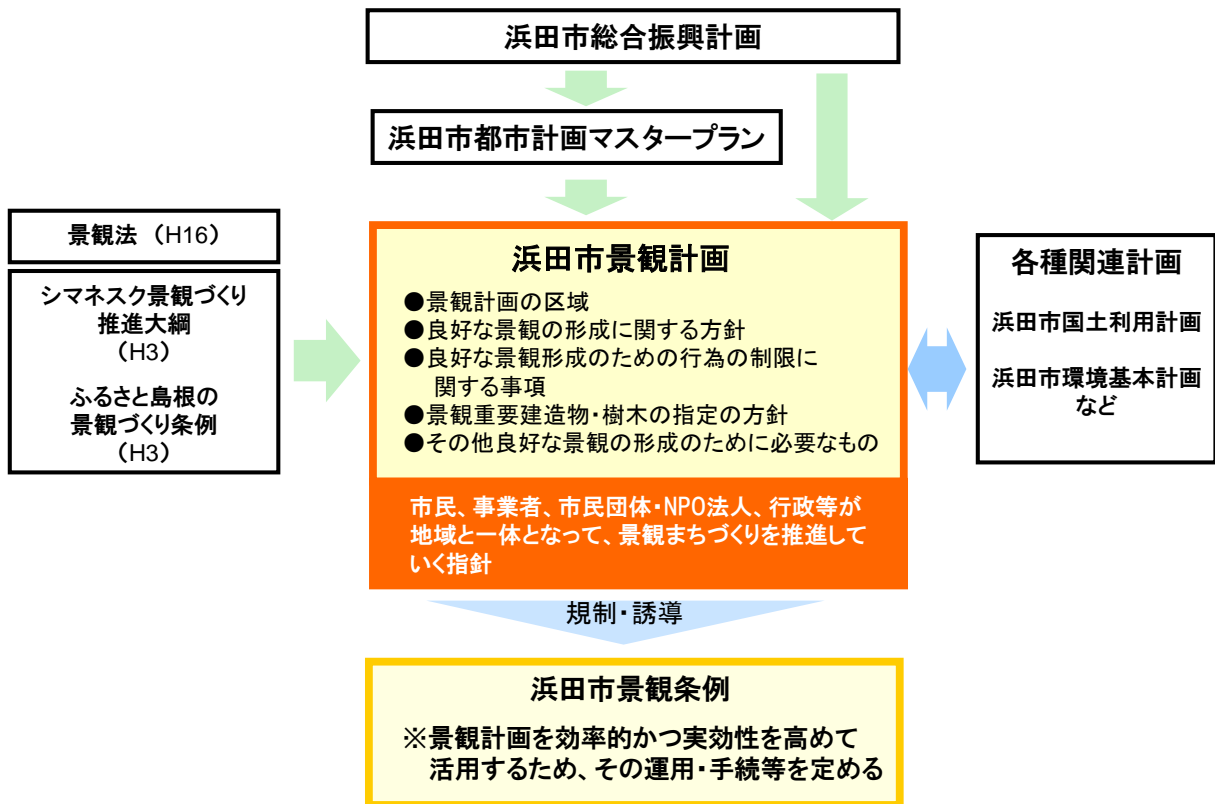 浜田市総合振興計画
浜田市都市計画マスタープラン
景観法 （H16）
シマネスク景観づくり
推進大綱
（H3）
ふるさと島根の
景観づくり条例
（H3）
浜田市景観計画
●景観計画の区域
●良好な景観の形成に関する方針
●良好な景観形成のための行為の制限に
関する事項
●景観重要建造物・樹木の指定の方針
●その他良好な景観の形成のために必要なもの
市民、事業者、市民団体・NPO法人、行政等が
地域と一体となって、景観まちづくりを推進して
いく指針
各種関連計画
浜田市国土利用計画
浜田市環境基本計画
など
規制・誘導
浜田市景観条例
※景観計画を効率的かつ実効性を高めて
活用するため、その運用・手続等を定める